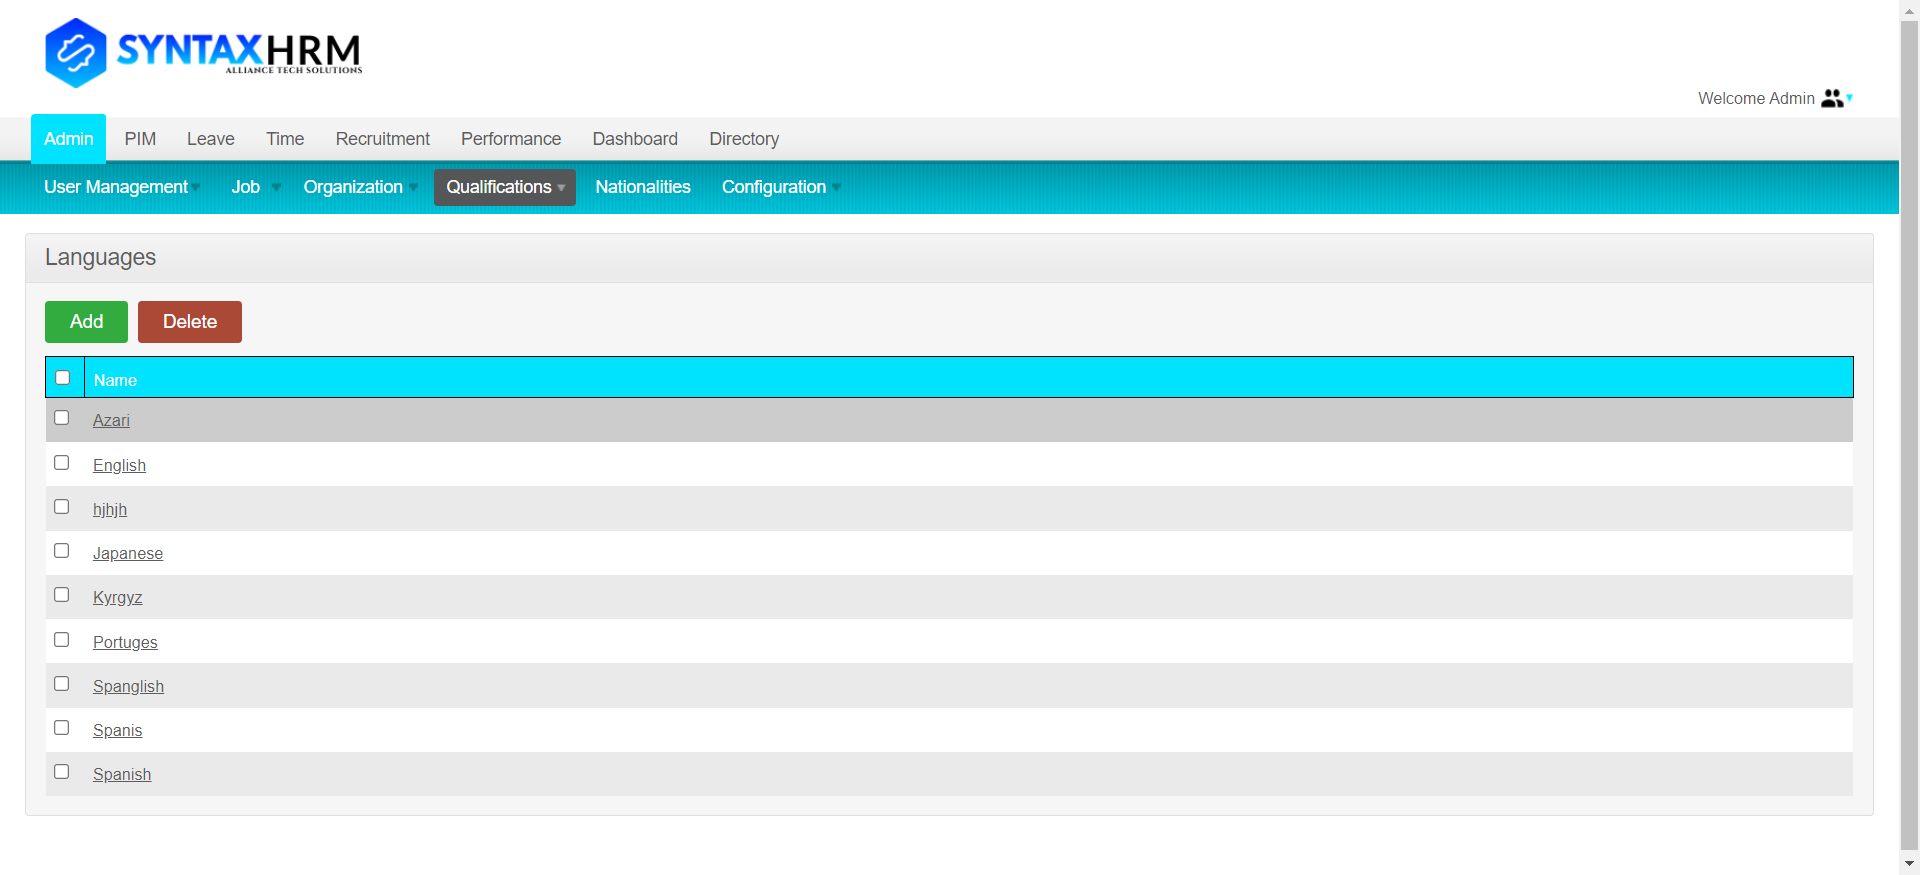 SYNTAXHRM
ALLIANCE TECH SOLUTIONS
Welcome Admin
Admin PIM Leave Time Recruitment Performance Dashboard Directory
User Management Job Organization Qualifications Nationalities Configuration
Languages
Add Delete
Name
Azari
English
hjhjh
Japanese
Kyrgyz
Portuges
Spanglish
Spanis
Spanish